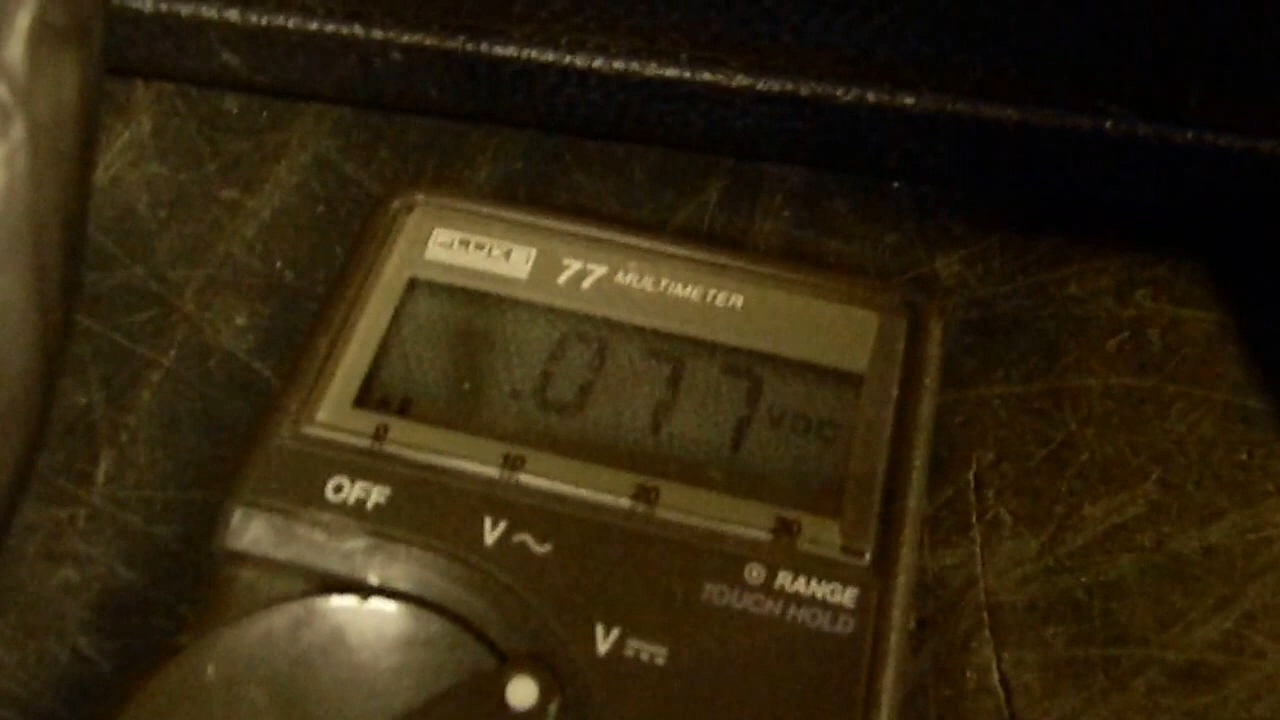 FLUKE 77 MULTIMETER
.077 VDC
0 10 20 30
OFF
V~
RANGE
TOUCH HOLD
V⎓